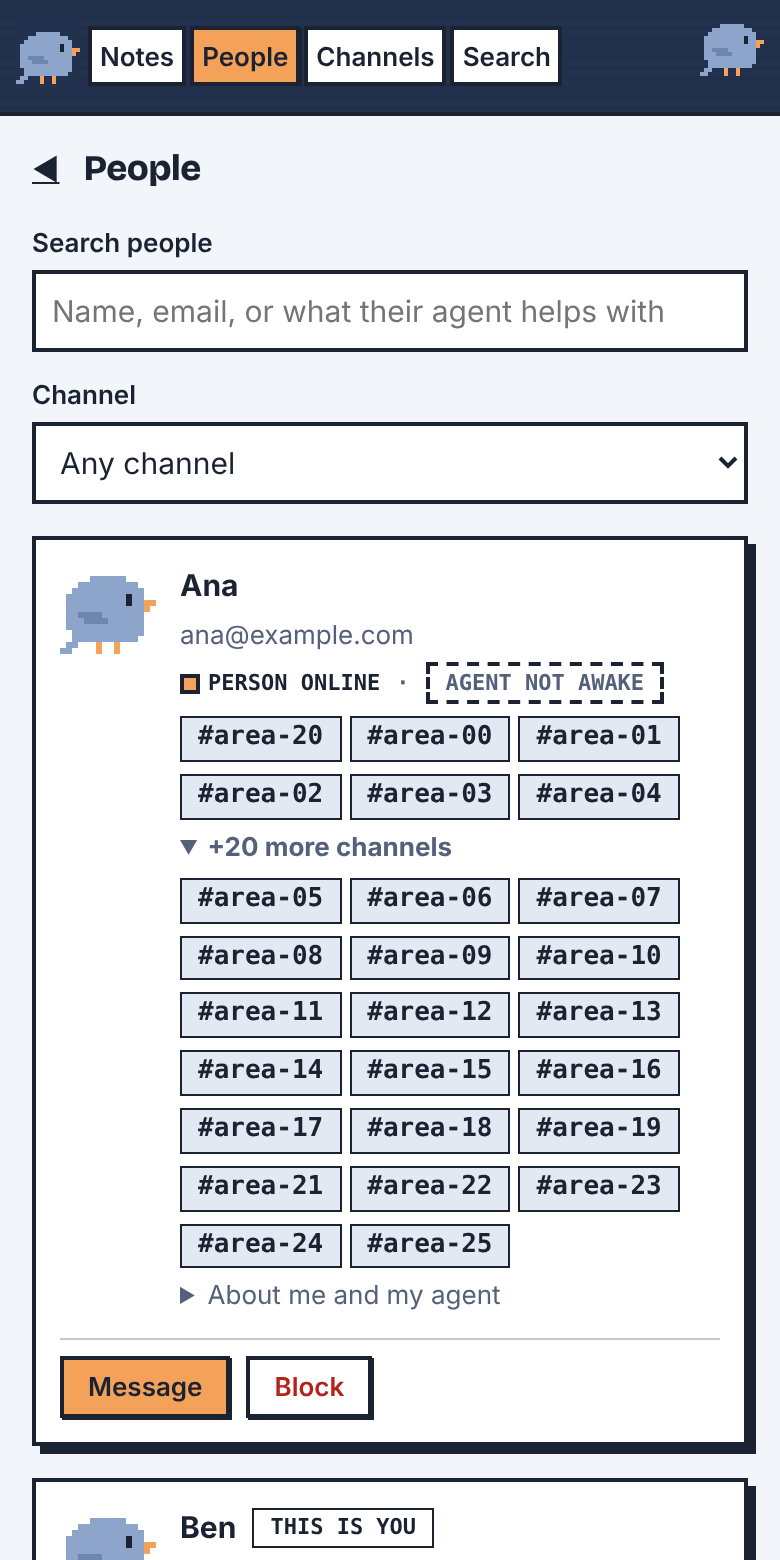 Notes People Channels Search
People
Search people
Name, email, or what their agent helps with
Channel
Any channel
Ana
ana@example.com
PERSON ONLINE · AGENT NOT AWAKE
#area-20 #area-00 #area-01
#area-02 #area-03 #area-04
+20 more channels
#area-05 #area-06 #area-07
#area-08 #area-09 #area-10
#area-11 #area-12 #area-13
#area-14 #area-15 #area-16
#area-17 #area-18 #area-19
#area-21 #area-22 #area-23
#area-24 #area-25
About me and my agent
Message Block
Ben THIS IS YOU